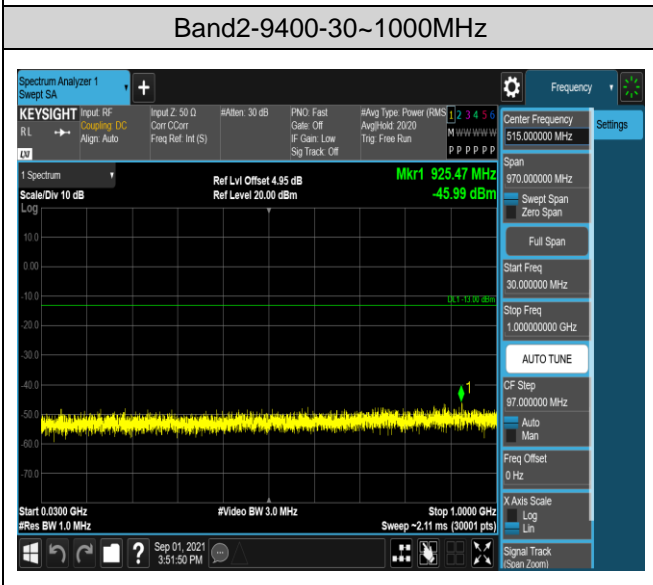 Band2-9400-30~1000MHz
Spectrum Analyzer 1
Swept SA
Frequency
KEYSIGHT Input: RF Input Z: 50 Ω #Atten: 30 dB PNO: Fast #Avg Type: Power (RMS 1 2 3 4 5 6
RL Coupling: DC Corr CCorr Gate: Off Avg|Hold: 20/20 M W W W W W
Align: Auto Freq Ref: Int (S) IF Gain: Low Trig: Free Run
Sig Track: Off P P P P P P
LXI
1 Spectrum
Ref Lvl Offset 4.95 dB Mkr1 925.47 MHz
Scale/Div 10 dB Ref Level 20.00 dBm -45.99 dBm
Log
10.0
0.00
-10.0
DL1 -13.00 dBm
-20.0
-30.0
-40.0
1
-50.0
-60.0
-70.0
Start 0.0300 GHz #Video BW 3.0 MHz Stop 1.0000 GHz
#Res BW 1.0 MHz Sweep ~2.11 ms (30001 pts)
Sep 01, 2021
3:51:50 PM
Center Frequency
515.000000 MHz
Settings
Span
970.000000 MHz
Swept Span
Zero Span
Full Span
Start Freq
30.000000 MHz
Stop Freq
1.000000000 GHz
AUTO TUNE
CF Step
97.000000 MHz
Auto
Man
Freq Offset
0 Hz
X Axis Scale
Log
Lin
Signal Track
(Span Zoom)